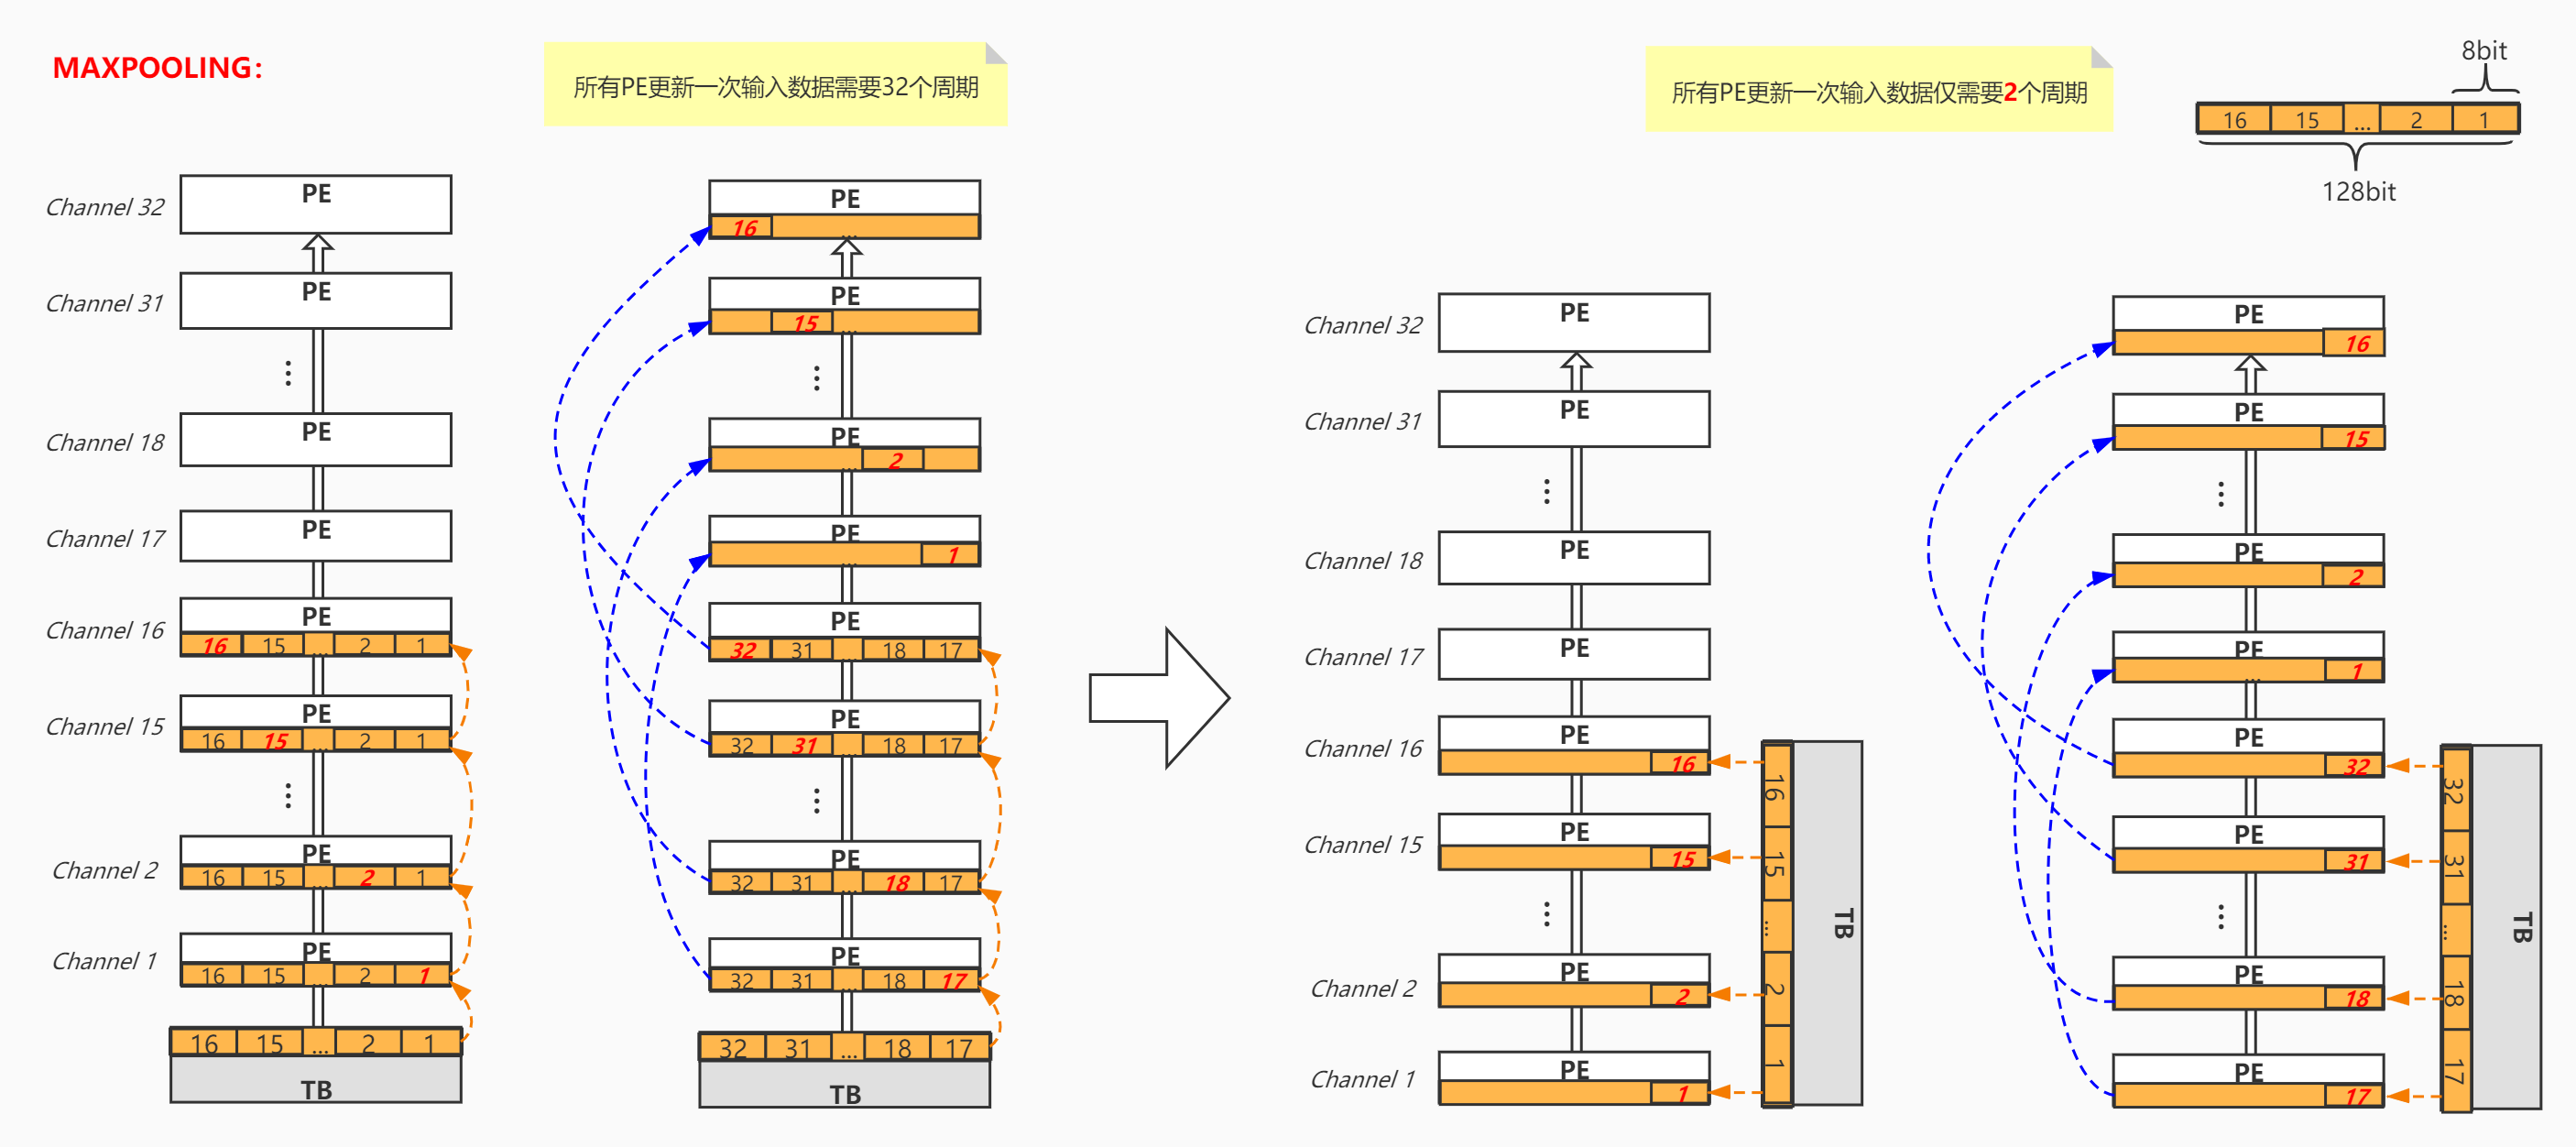 MAXPOOLING：
所有PE更新一次输入数据需要32个周期
所有PE更新一次输入数据仅需要2个周期
8bit
16 15 ... 2 1
128bit
Channel 32 PE
Channel 31 PE
⋮
Channel 18 PE
Channel 17 PE
Channel 16 PE
16 15 ... 2 1
Channel 15 PE
16 15 ... 2 1
⋮
Channel 2 PE
16 15 ... 2 1
Channel 1 PE
16 15 ... 2 1
16 15 ... 2 1
TB
PE
16 ...
PE
15 ...
⋮
PE
... 2
PE
... 1
PE
32 31 ... 18 17
PE
32 31 ... 18 17
⋮
PE
32 31 ... 18 17
PE
32 31 ... 18 17
32 31 ... 18 17
TB
Channel 32 PE
Channel 31 PE
⋮
Channel 18 PE
Channel 17 PE
Channel 16 PE
16
Channel 15 PE
15
⋮
Channel 2 PE
2
Channel 1 PE
1
16 15 ... 2 1
TB
PE
16
PE
15
⋮
PE
2
PE
1
...
PE
32
PE
31
⋮
PE
18
PE
17
32 31 ... 18 17
TB